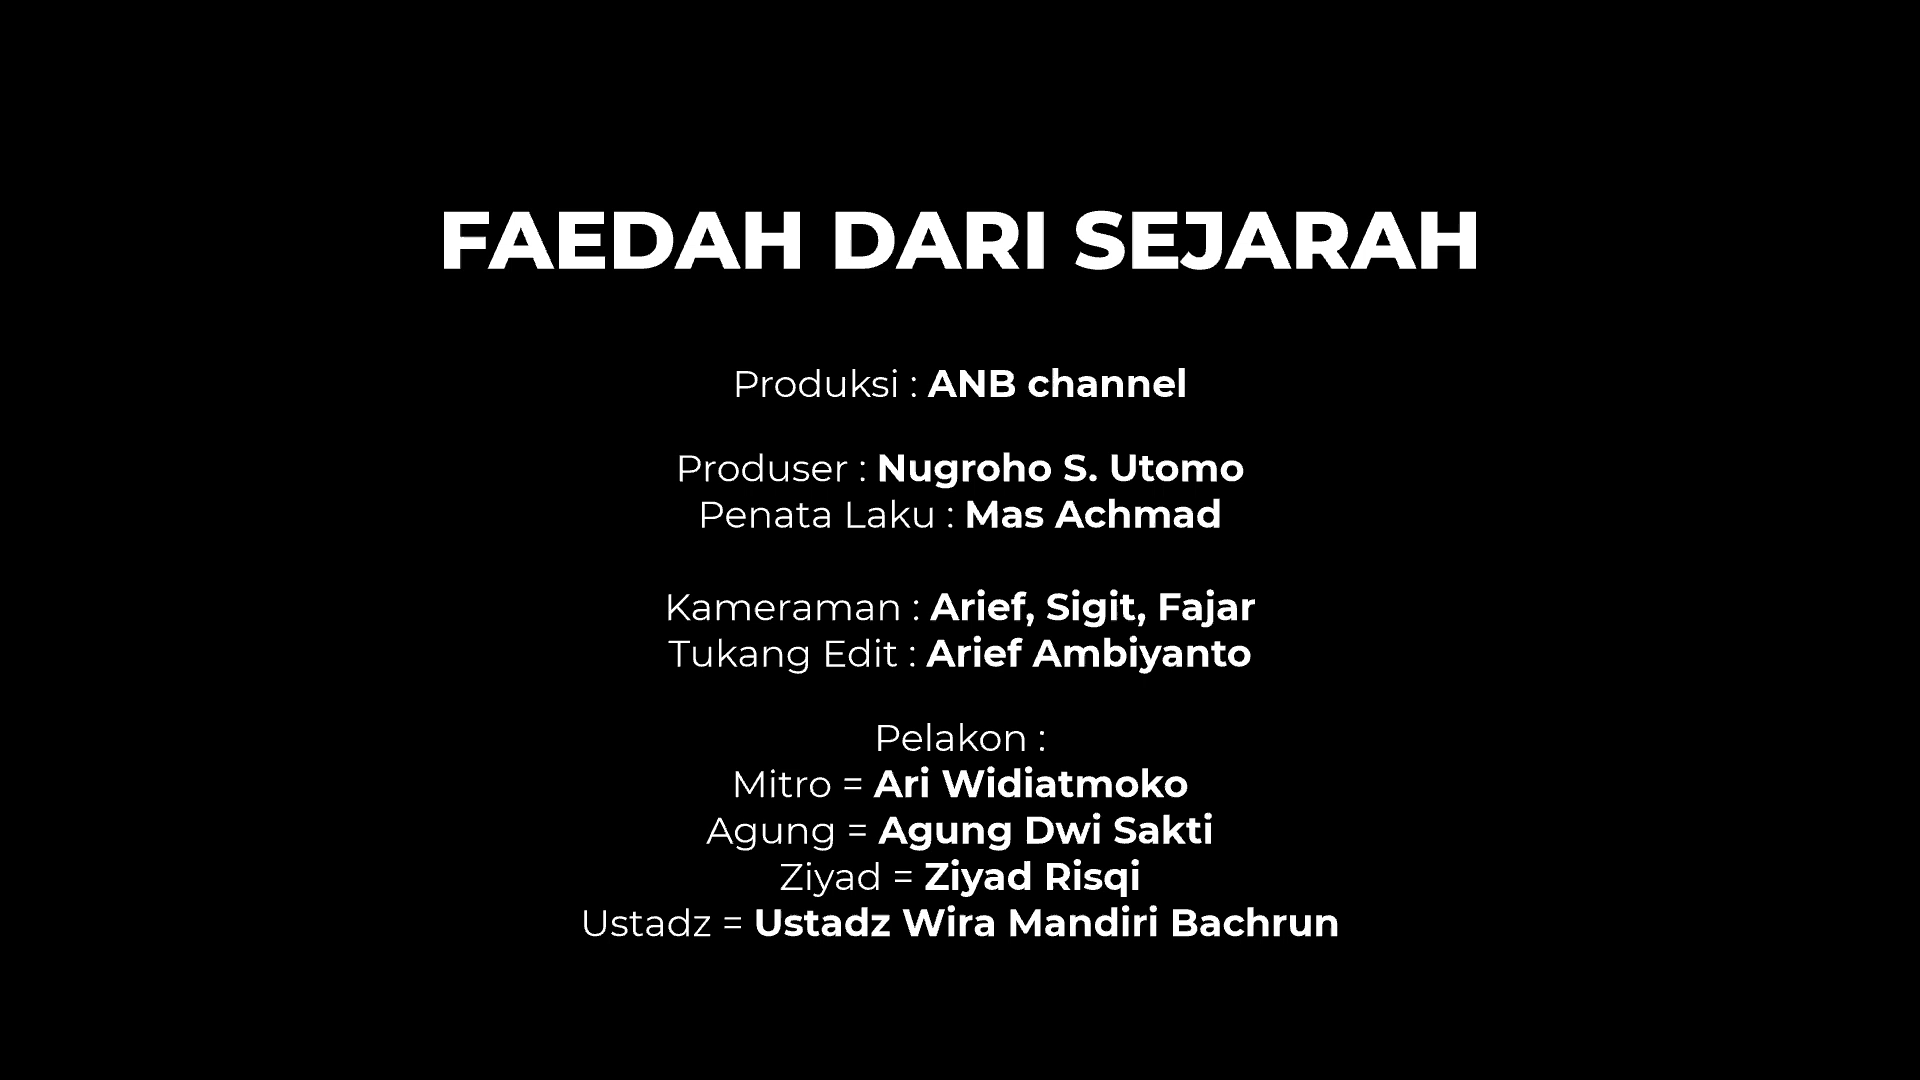 FAEDAH DARI SEJARAH
Produksi : ANB channel
Produser : Nugroho S. Utomo
Penata Laku : Mas Achmad
Kameraman : Arief, Sigit, Fajar
Tukang Edit : Arief Ambiyanto
Pelakon :
Mitro = Ari Widiatmoko
Agung = Agung Dwi Sakti
Ziyad = Ziyad Risqi
Ustadz = Ustadz Wira Mandiri Bachrun